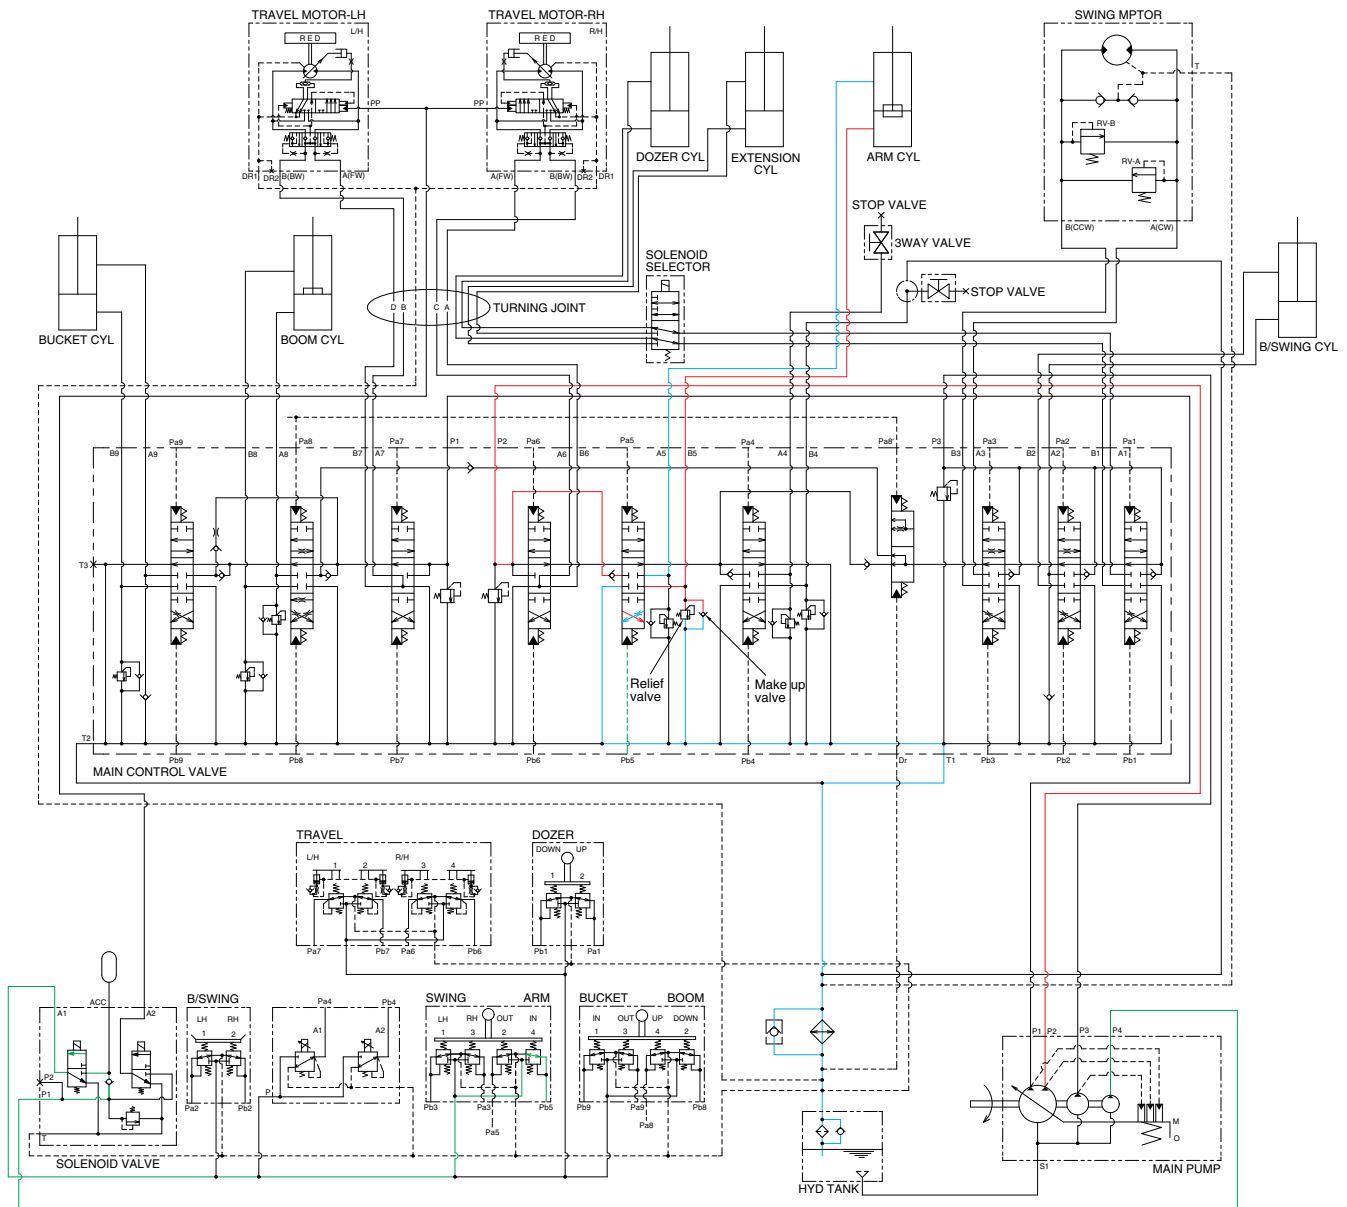 TRAVEL MOTOR-LH
TRAVEL MOTOR-RH
SWING MPTOR
L/H
R/H
R E D
R E D
T
PP
PP
RV-B
DOZER CYL
EXTENSION
CYL
ARM CYL
RV-A
DR1
DR2
B(BW)
A(FW)
A(FW)
B(BW)
DR2
DR1
STOP VALVE
3WAY VALVE
B(CCW)
A(CW)
SOLENOID
SELECTOR
STOP VALVE
D B
C A
TURNING JOINT
BUCKET CYL
BOOM CYL
B/SWING CYL
Pa9
Pa8
Pa7
P1
P2
Pa6
Pa5
Pa4
Pa8'
P3
Pa3
Pa2
Pa1
B9
A9
B8
A8
B7
A7
A6
B6
A5
B5
A4
B4
B3
A3
B2
A2
B1
A1
T3
Relief
valve
Make up
valve
T2
Pb9
Pb8
Pb7
Pb6
Pb5
Pb4
Dr
T1
Pb3
Pb2
Pb1
MAIN CONTROL VALVE
TRAVEL
DOZER
L/H 1 2 R/H 3 4
DOWN UP
1 2
Pa7
Pb7
Pa6
Pb6
Pb1
Pa1
ACC
A1
A2
B/SWING
LH RH
1 2
Pa4
Pb4
A1
A2
SWING
ARM
LH RH OUT IN
1 3 2 4
BUCKET
BOOM
IN OUT UP DOWN
1 3 4 2
P1
P2
P3
P4
P2
P1
P
T
Pa2
Pb2
Pb3
Pa3
Pb5
Pa5
Pb9
Pa9
Pb8
Pa8
M
O
S1
SOLENOID VALVE
HYD TANK
MAIN PUMP